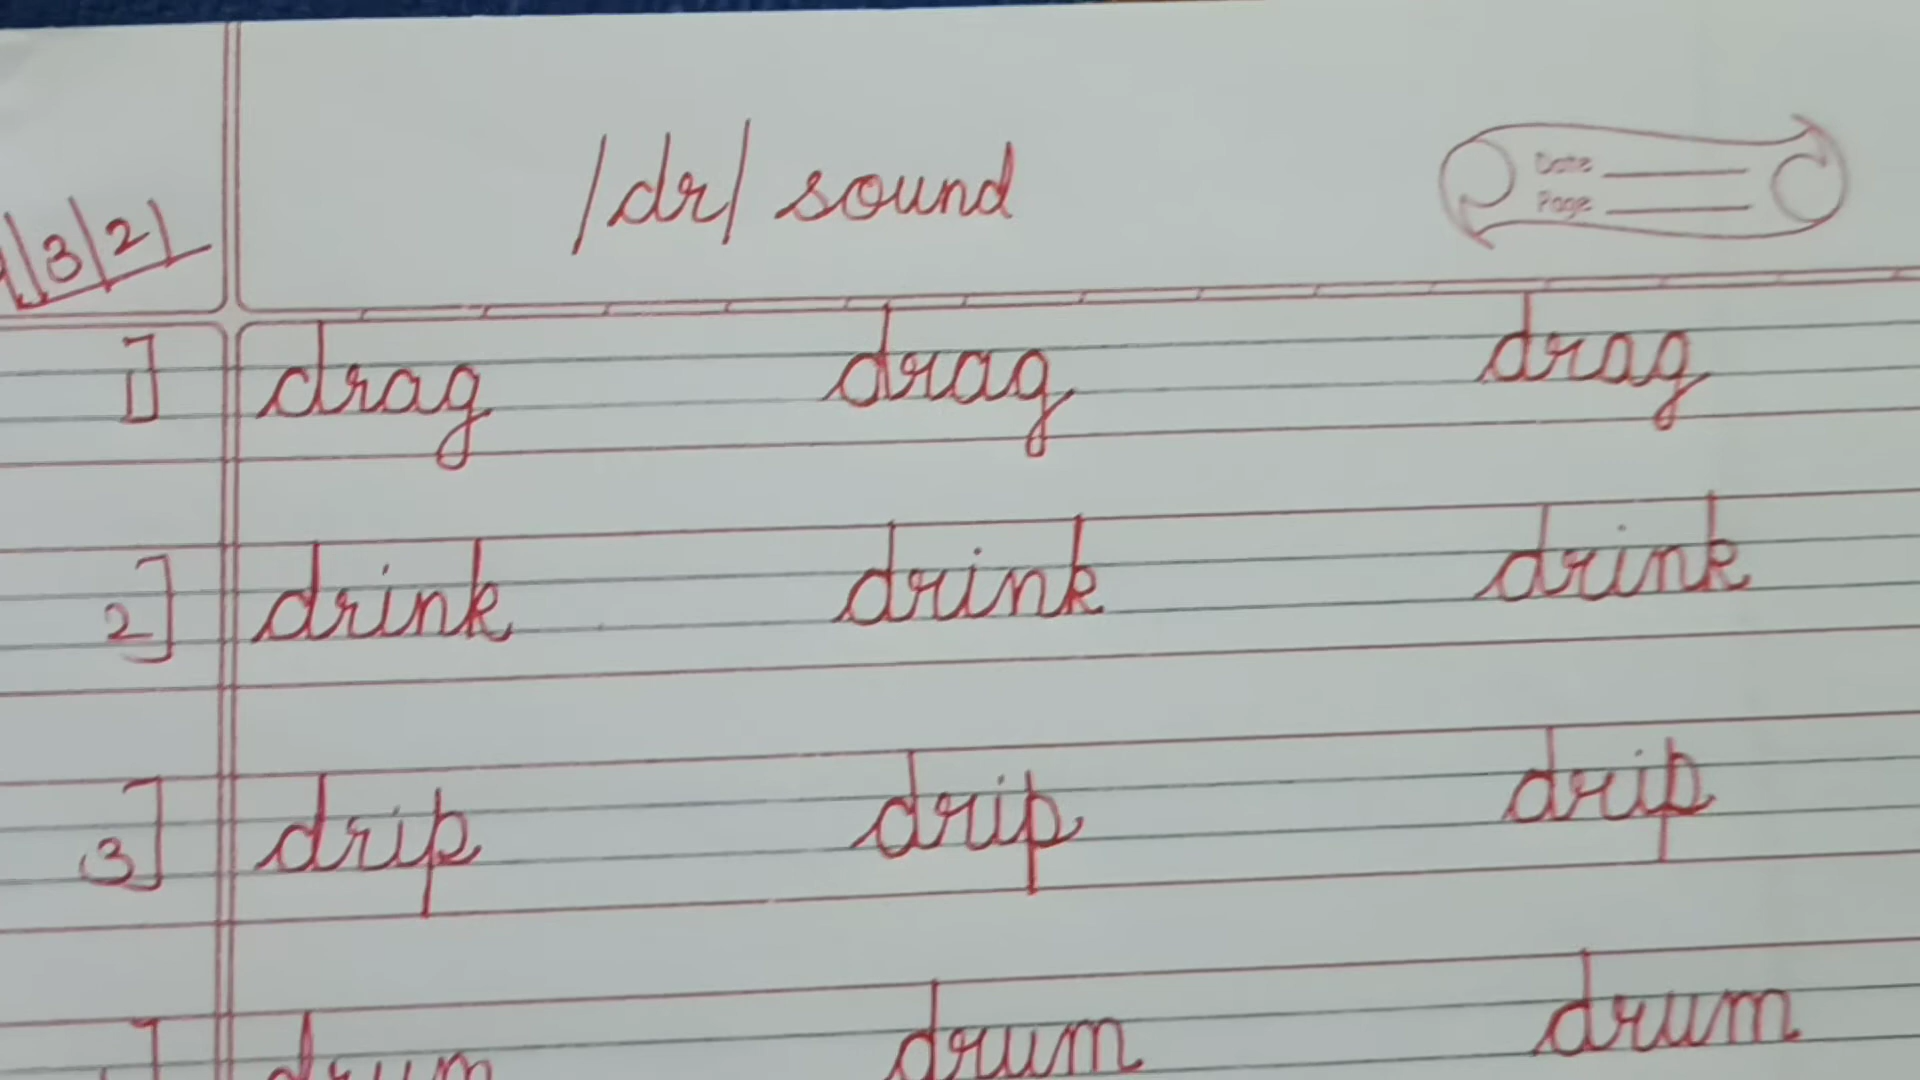 /dr/ sound
Date
Page
/3/2/
1] drag drag drag
2] drink drink drink
3] drip drip drip
drum drum drum